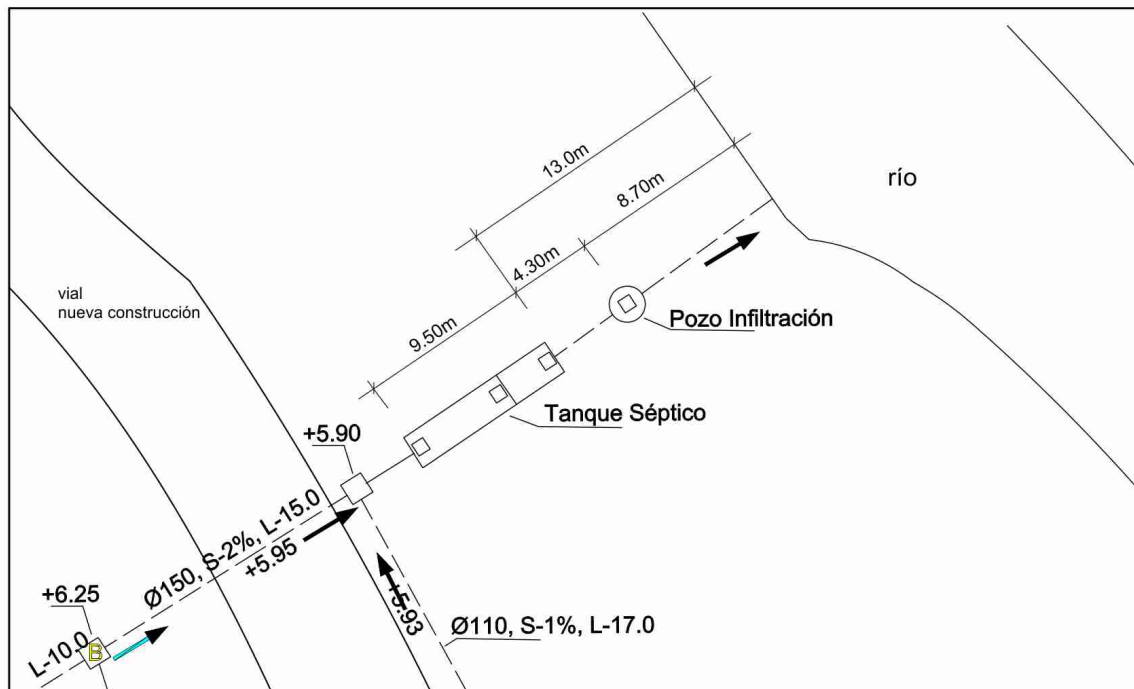 13.0m
8.70m
río
4.30m
vial
nueva construcción
9.50m
Pozo Infiltración
Tanque Séptico
+5.90
Ø150, S-2%, L-15.0
+5.95
+5.93
+6.25
Ø110, S-1%, L-17.0
L-10.0
B